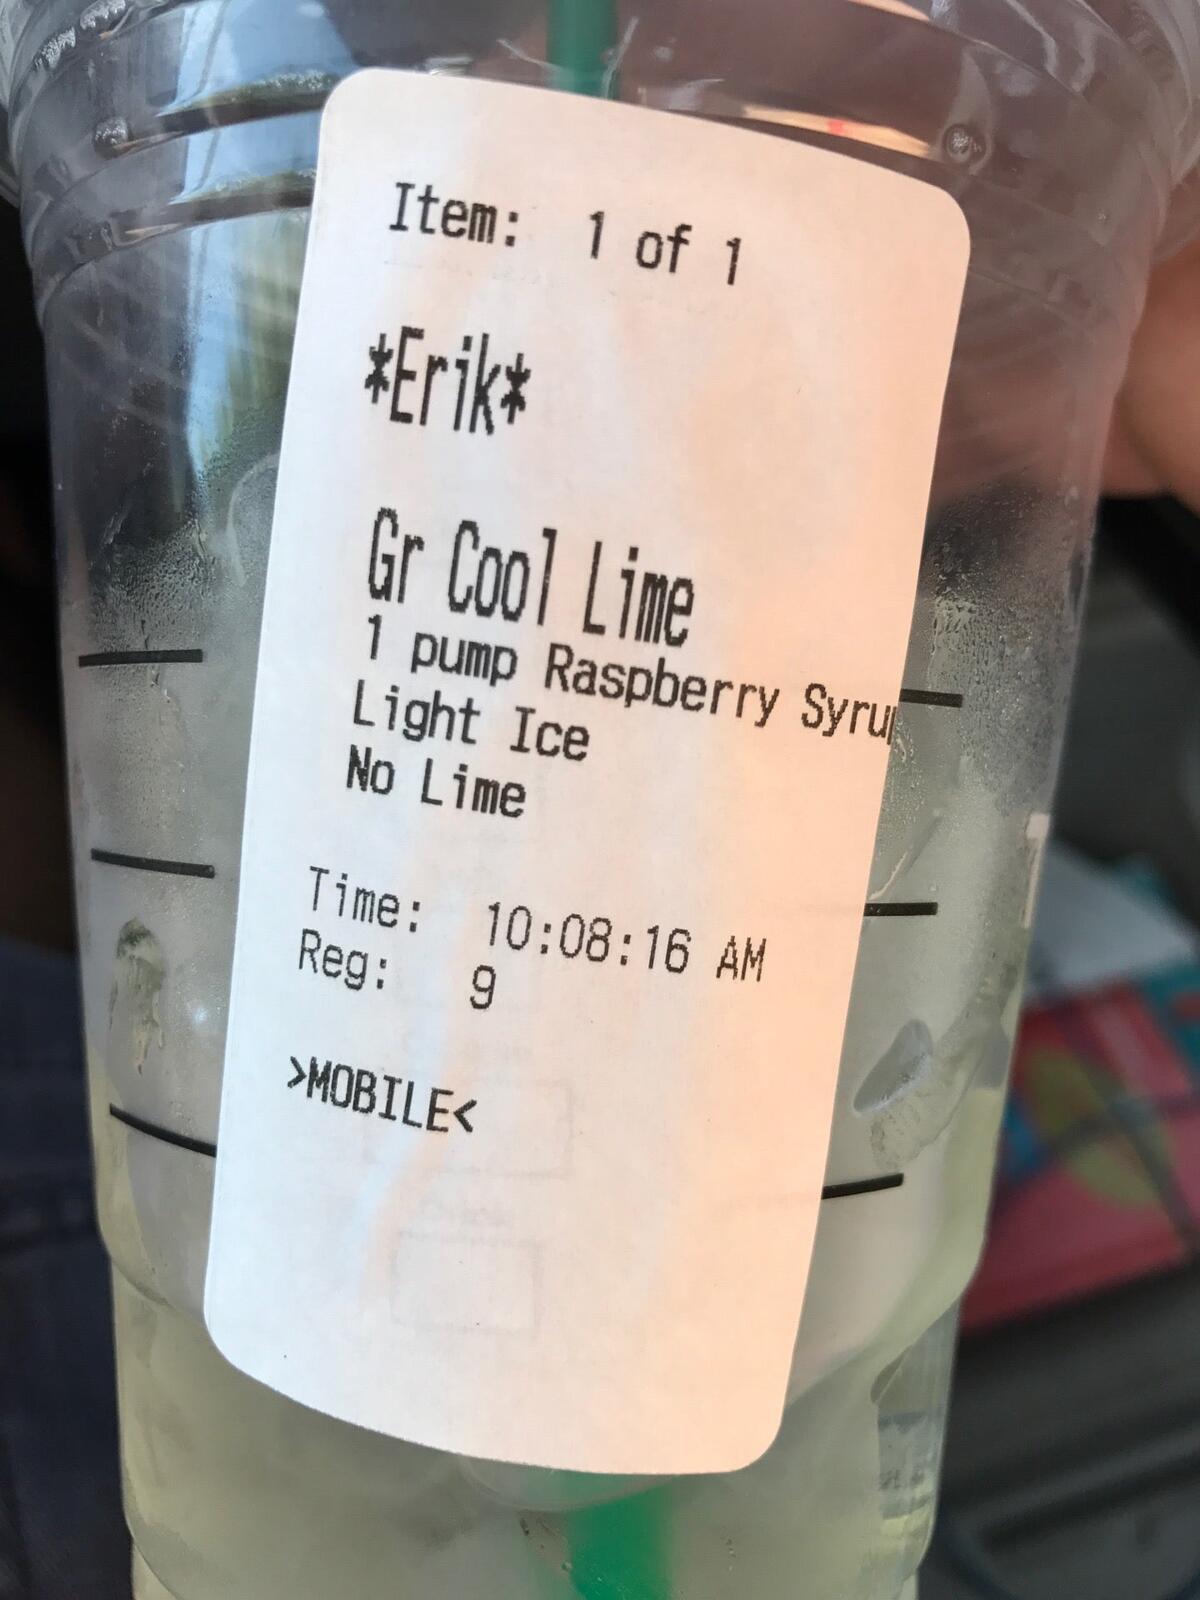 Item: 1 of 1
*Erik*
Gr Cool Lime
1 pump Raspberry Syru
Light Ice
No Lime
Time: 10:08:16 AM
Reg: 9
>MOBILE<